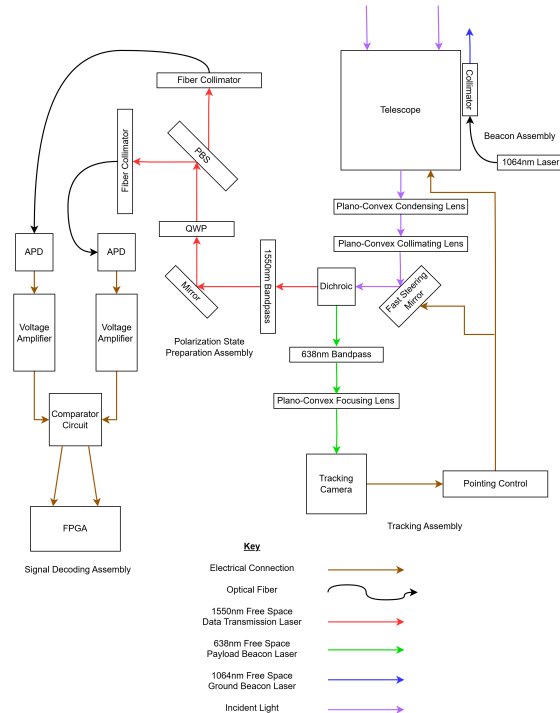 Fiber Collimator
Telescope
Collimator
Beacon Assembly
1064nm Laser
Fiber Collimator
PBS
Plano-Convex Condensing Lens
QWP
Plano-Convex Collimating Lens
APD
APD
1550nm Bandpass
Mirror
Dichroic
Fast Steering
Mirror
Voltage
Amplifier
Voltage
Amplifier
Polarization State
Preparation Assembly
638nm Bandpass
Plano-Convex Focusing Lens
Comparator
Circuit
Tracking
Camera
Pointing Control
FPGA
Tracking Assembly
Signal Decoding Assembly
Key
Electrical Connection
Optical Fiber
1550nm Free Space
Data Transmission Laser
638nm Free Space
Payload Beacon Laser
1064nm Free Space
Ground Beacon Laser
Incident Light